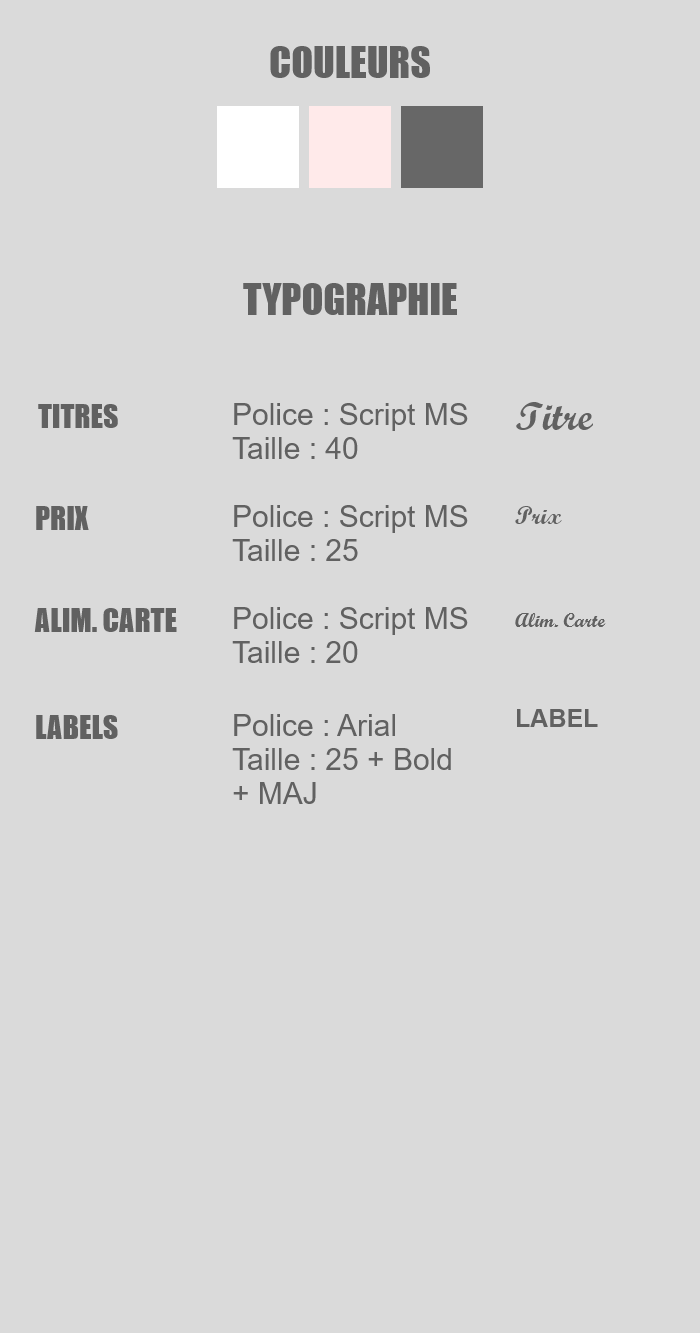 COULEURS
TYPOGRAPHIE
TITRES
Police : Script MS
Taille : 40
Titre
PRIX
Police : Script MS
Taille : 25
Prix
ALIM. CARTE
Police : Script MS
Taille : 20
Alim. Carte
LABELS
Police : Arial
Taille : 25 + Bold
+ MAJ
LABEL